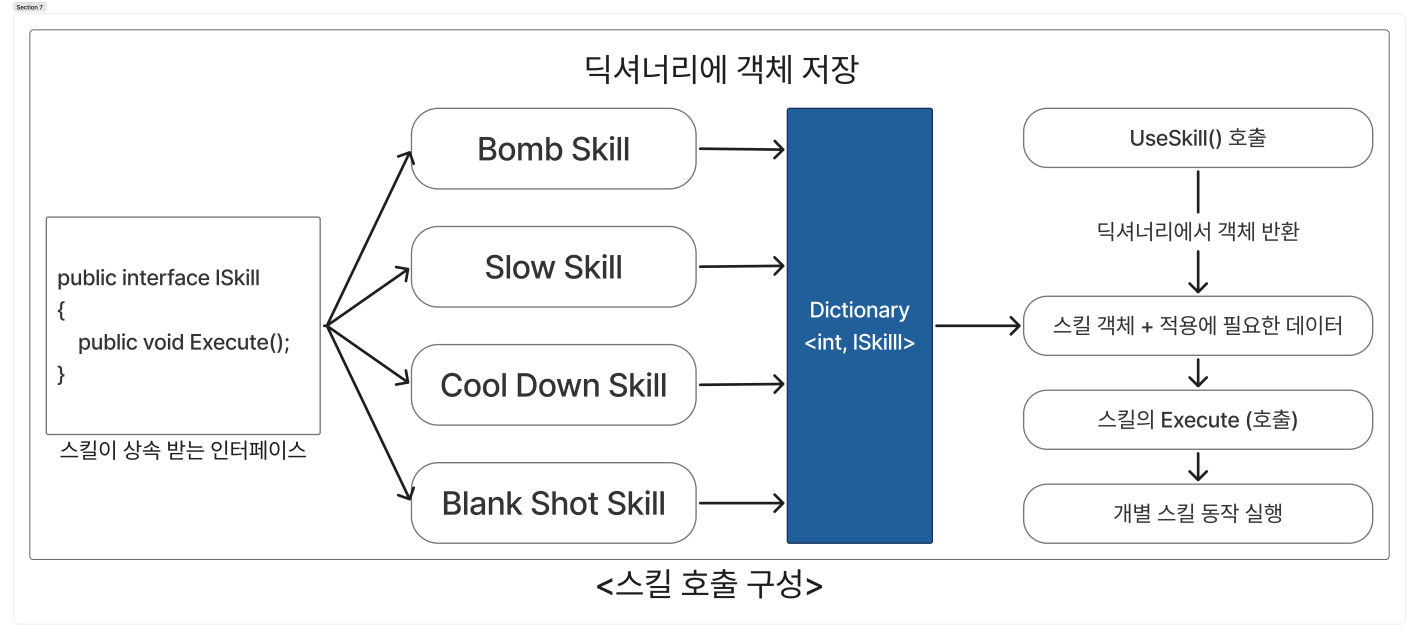 Section 7
딕셔너리에 객체 저장
public interface ISkill
{
public void Execute();
}
스킬이 상속 받는 인터페이스
Bomb Skill
Slow Skill
Cool Down Skill
Blank Shot Skill
Dictionary
<int, ISkilll>
UseSkill() 호출
딕셔너리에서 객체 반환
스킬 객체 + 적용에 필요한 데이터
스킬의 Execute (호출)
개별 스킬 동작 실행
<스킬 호출 구성>